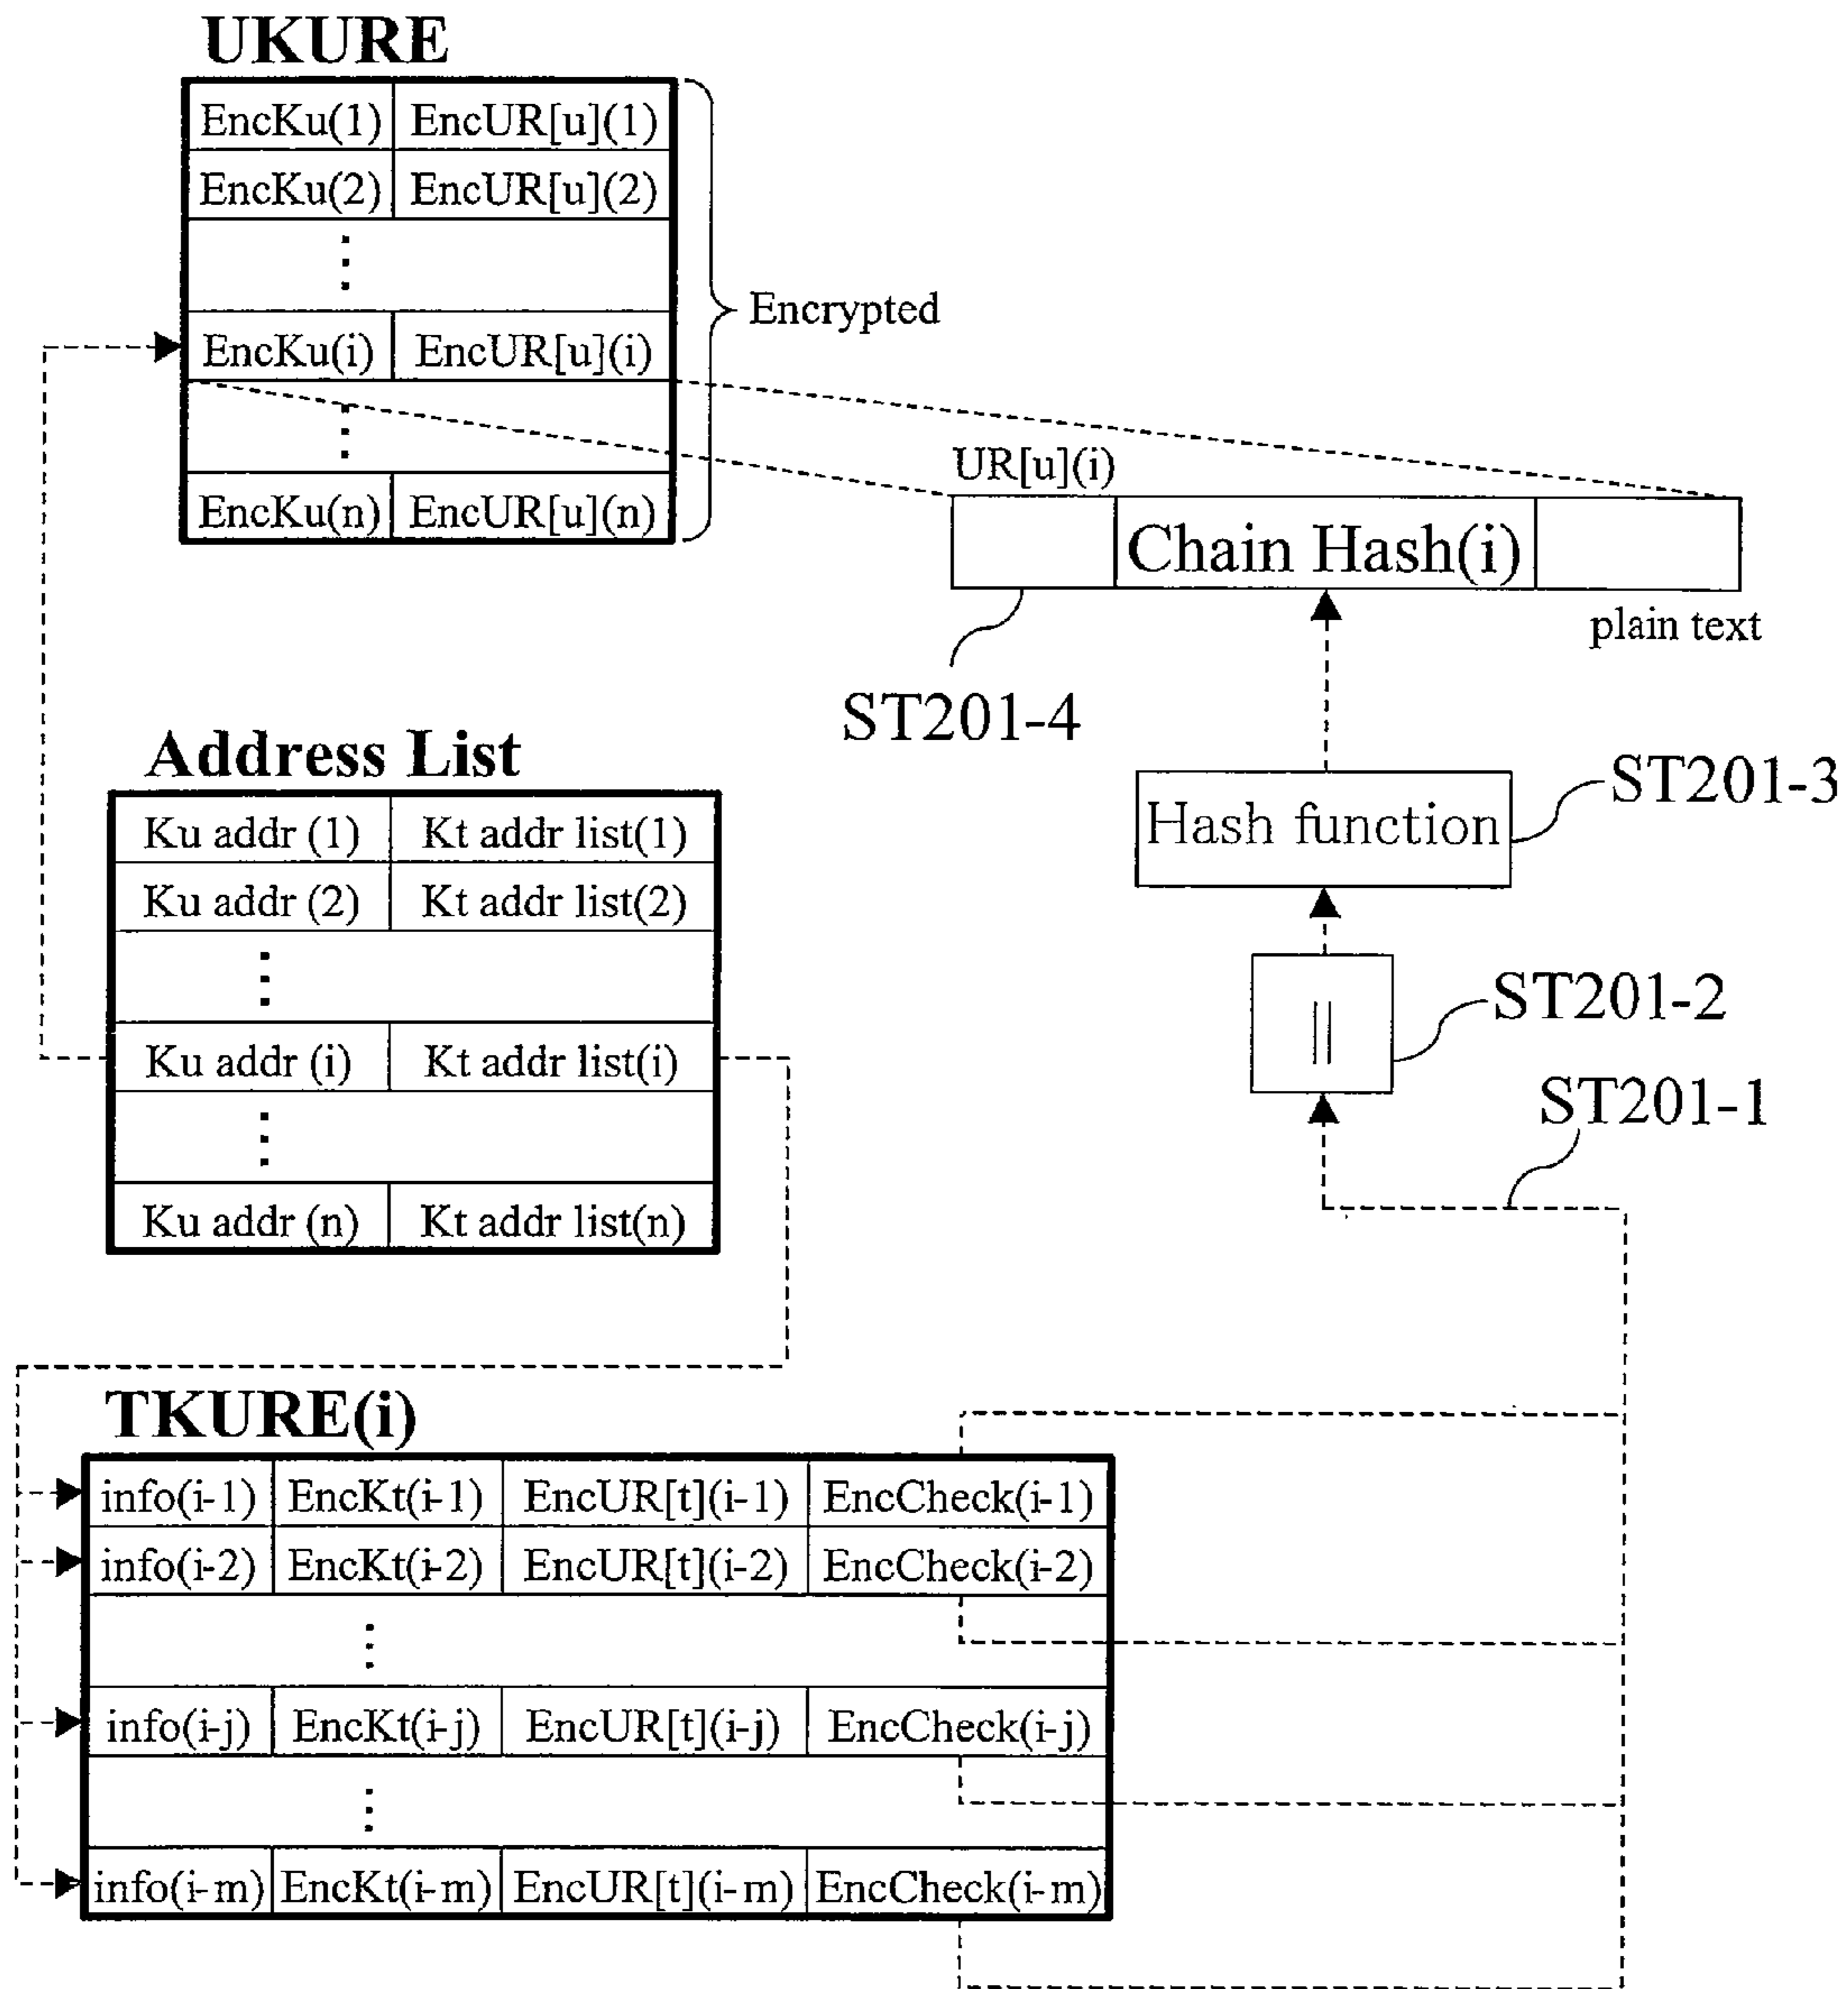 UKURE
EncKu(1) EncUR[u](1)
EncKu(2) EncUR[u](2)
⋮
EncKu(i) EncUR[u](i)
⋮
EncKu(n) EncUR[u](n)
Encrypted
UR[u](i)
Chain Hash(i)
plain text
ST201-4
Hash function
ST201-3
||
ST201-2
ST201-1
Address List
Ku addr (1) Kt addr list(1)
Ku addr (2) Kt addr list(2)
⋮
Ku addr (i) Kt addr list(i)
⋮
Ku addr (n) Kt addr list(n)
TKURE(i)
info(i-1) EncKt(i-1) EncUR[t](i-1) EncCheck(i-1)
info(i-2) EncKt(i-2) EncUR[t](i-2) EncCheck(i-2)
⋮
info(i-j) EncKt(i-j) EncUR[t](i-j) EncCheck(i-j)
⋮
info(i-m) EncKt(i-m) EncUR[t](i-m) EncCheck(i-m)